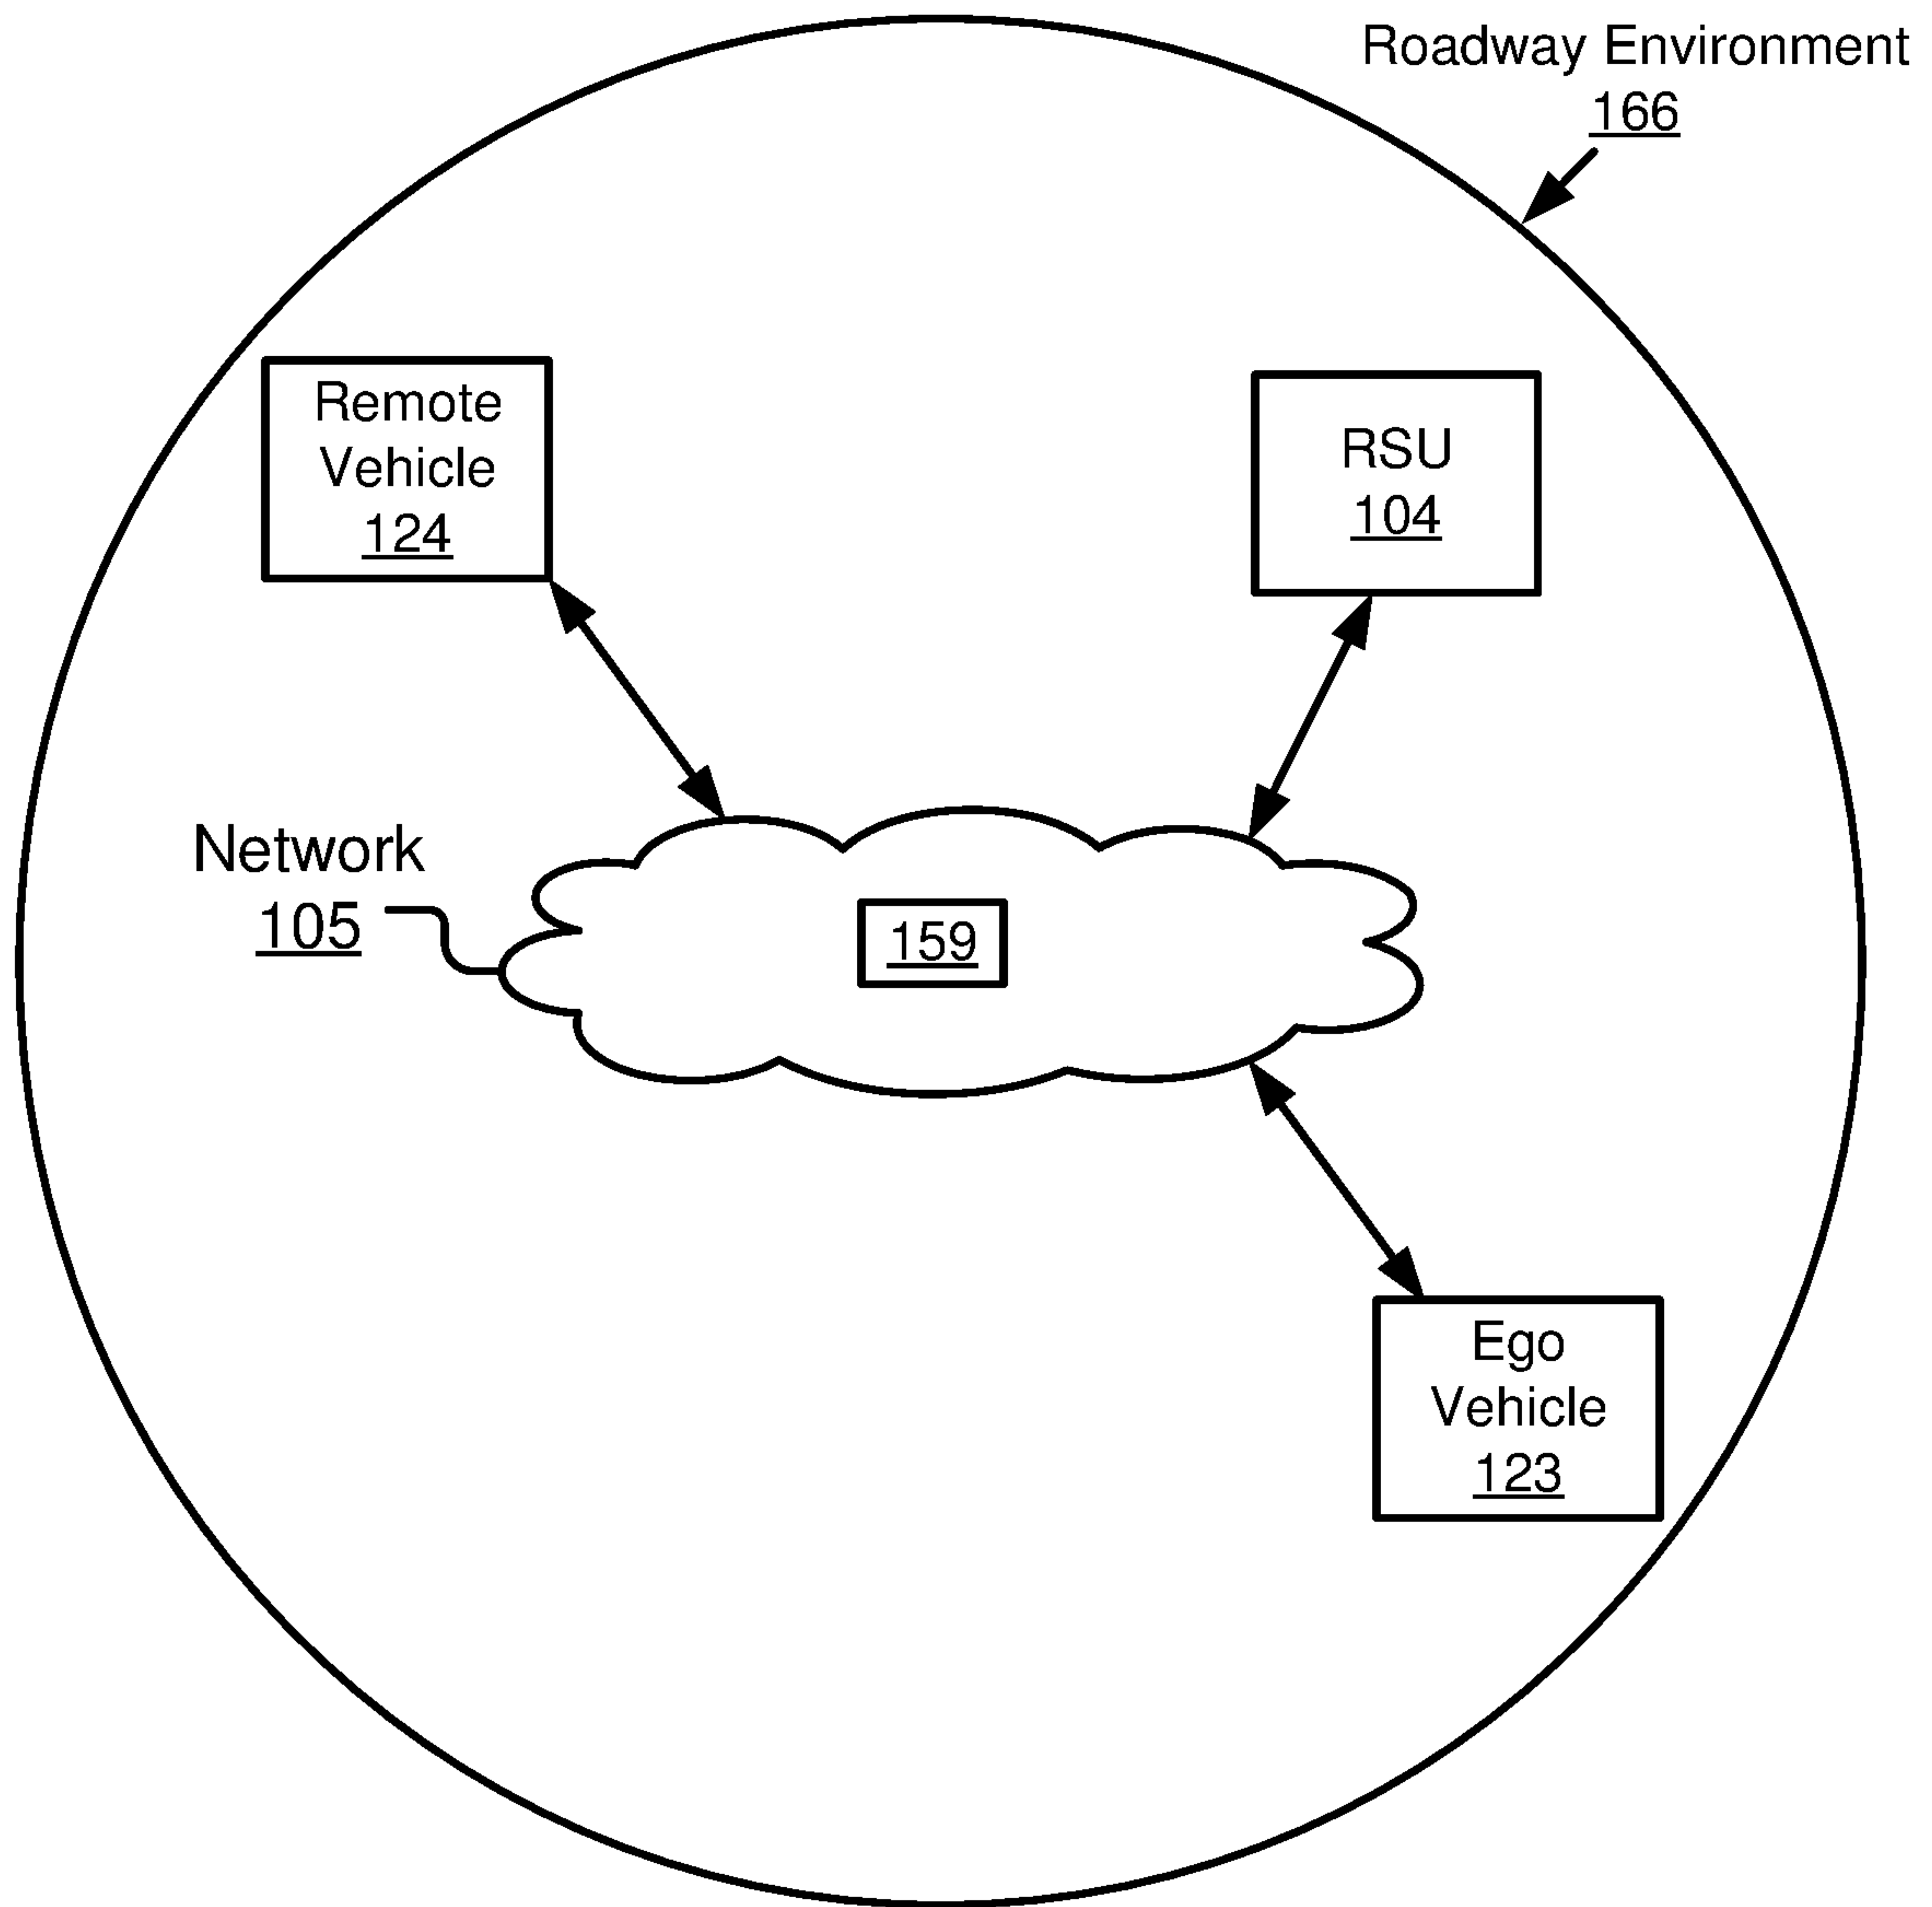 Roadway Environment
166
Remote
Vehicle
124
RSU
104
Network
105
159
Ego
Vehicle
123